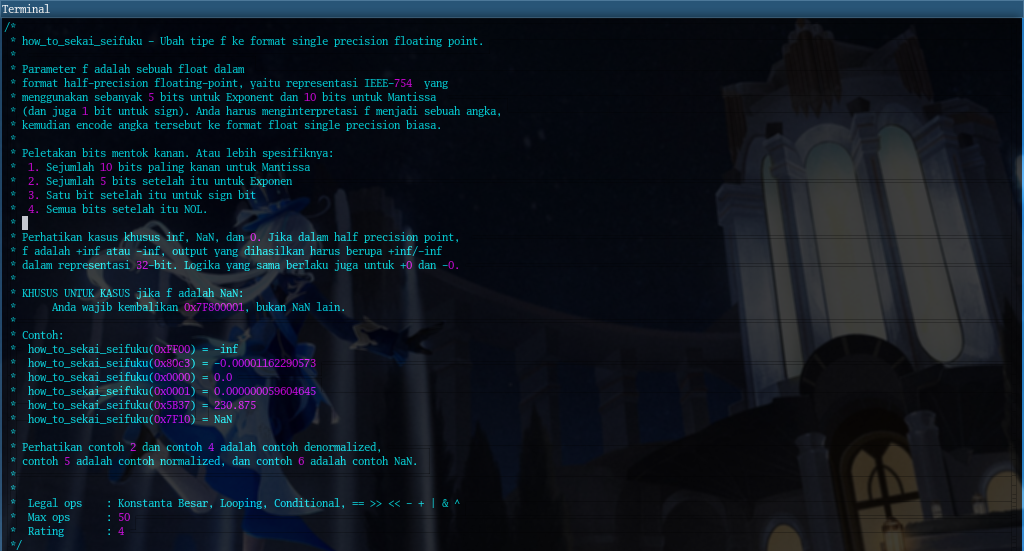 Terminal
/*
* how_to_sekai_seifuku - Ubah tipe f ke format single precision floating point.
*
* Parameter f adalah sebuah float dalam
* format half-precision floating-point, yaitu representasi IEEE-754  yang
* menggunakan sebanyak 5 bits untuk Exponent dan 10 bits untuk Mantissa
* (dan juga 1 bit untuk sign). Anda harus menginterpretasi f menjadi sebuah angka,
* kemudian encode angka tersebut ke format float single precision biasa.
*
* Peletakan bits mentok kanan. Atau lebih spesifiknya:
*  1. Sejumlah 10 bits paling kanan untuk Mantissa
*  2. Sejumlah 5 bits setelah itu untuk Exponen
*  3. Satu bit setelah itu untuk sign bit
*  4. Semua bits setelah itu NOL.
*
* Perhatikan kasus khusus inf, NaN, dan 0. Jika dalam half precision point,
* f adalah +inf atau -inf, output yang dihasilkan harus berupa +inf/-inf
* dalam representasi 32-bit. Logika yang sama berlaku juga untuk +0 dan -0.
*
* KHUSUS UNTUK KASUS jika f adalah NaN:
*      Anda wajib kembalikan 0x7F800001, bukan NaN lain.
*
* Contoh:
*  how_to_sekai_seifuku(0xFF00) = -inf
*  how_to_sekai_seifuku(0x80c3) = -0.00001162290573
*  how_to_sekai_seifuku(0x0000) = 0.0
*  how_to_sekai_seifuku(0x0001) = 0.000000059604645
*  how_to_sekai_seifuku(0x5B37) = 230.875
*  how_to_sekai_seifuku(0x7F10) = NaN
*
* Perhatikan contoh 2 dan contoh 4 adalah contoh denormalized,
* contoh 5 adalah contoh normalized, dan contoh 6 adalah contoh NaN.
*
*
*  Legal ops    : Konstanta Besar, Looping, Conditional, == >> << - + | & ^
*  Max ops      : 50
*  Rating       : 4
*/